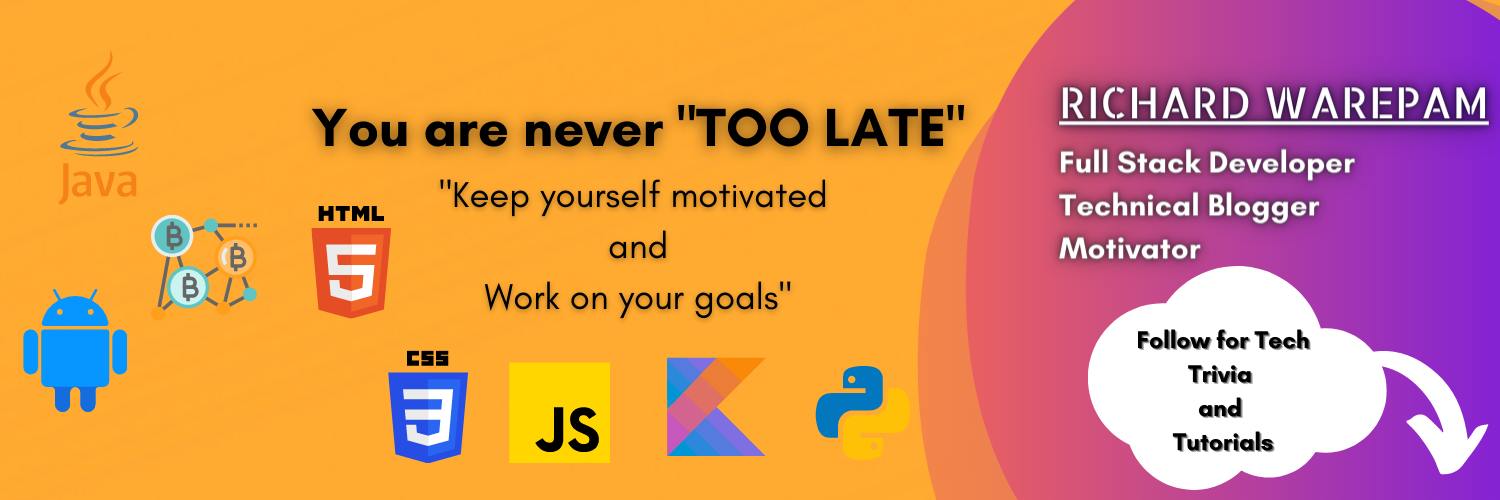 Java
HTML
CSS
JS
You are never "TOO LATE"
"Keep yourself motivated
and
Work on your goals"
RICHARD WAREPAM
Full Stack Developer
Technical Blogger
Motivator
Follow for Tech
Trivia
and
Tutorials